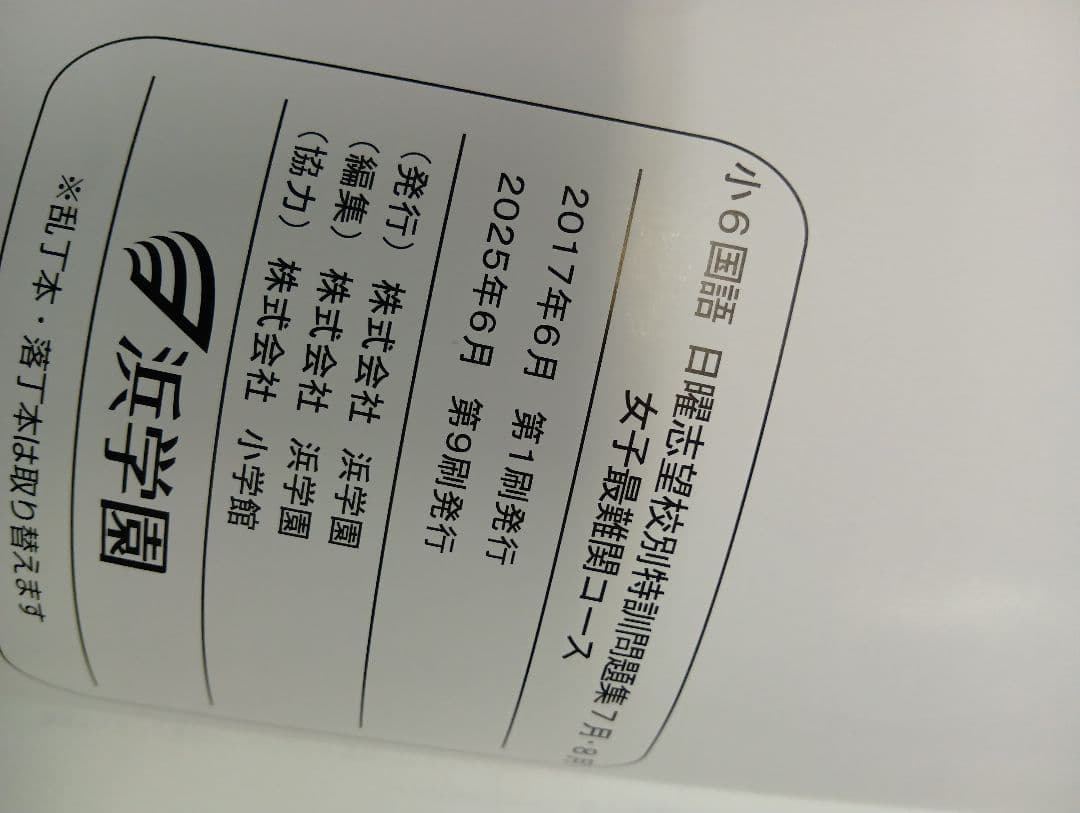 小6国語 日曜志望校別特訓問題集7月・8月
女子最難関コース
2017年6月 第1刷発行
2025年6月 第9刷発行
（発行） 株式会社 浜学園
（編集） 株式会社 浜学園
（協力） 株式会社 小学館
浜学園
※乱丁本・落丁本は取り替えます